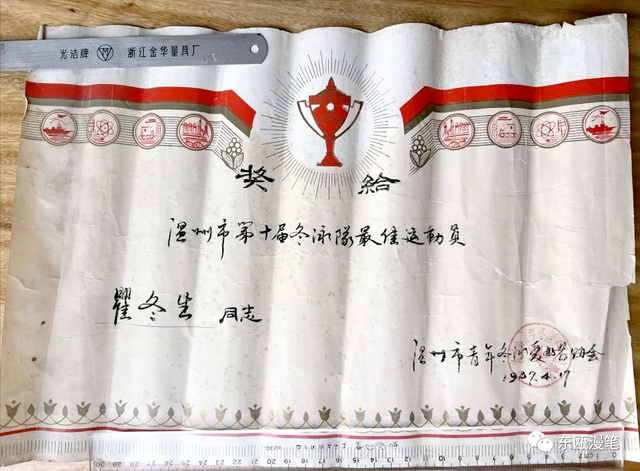 光洁牌 浙江金华量具厂
奖给
温州市第十届冬泳队最佳运动员
瞿冬生 同志
温州市青年冬泳爱好者协会
1987.4.17
东瓯漫笔